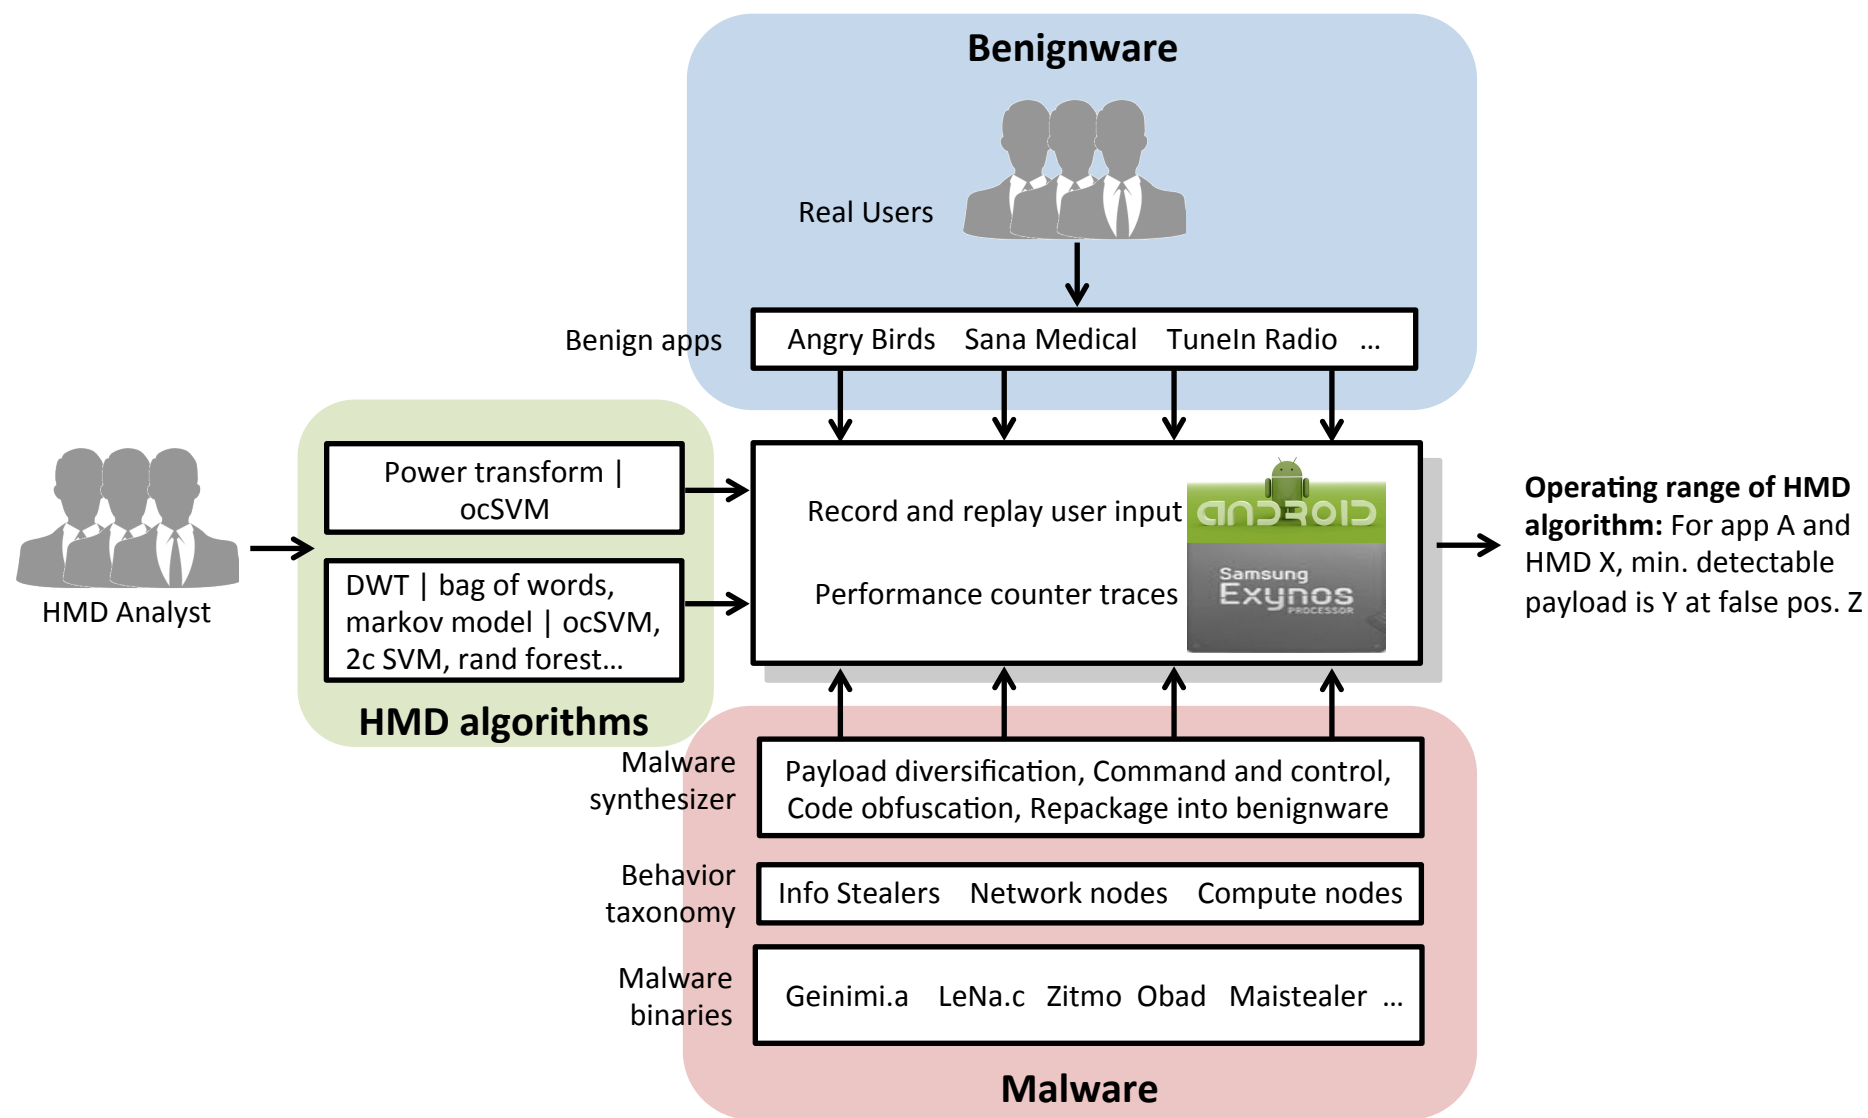 Benignware
Real Users
Benign apps
Angry Birds Sana Medical TuneIn Radio ...
Power transform |
ocSVM
DWT | bag of words,
markov model | ocSVM,
2c SVM, rand forest...
HMD algorithms
HMD Analyst
Record and replay user input
Performance counter traces
ANDROID
Samsung
Exynos
PROCESSOR
Operating range of HMD
algorithm: For app A and
HMD X, min. detectable
payload is Y at false pos. Z
Malware
synthesizer
Payload diversification, Command and control,
Code obfuscation, Repackage into benignware
Behavior
taxonomy
Info Stealers Network nodes Compute nodes
Malware
binaries
Geinimi.a LeNa.c Zitmo Obad Maistealer ...
Malware